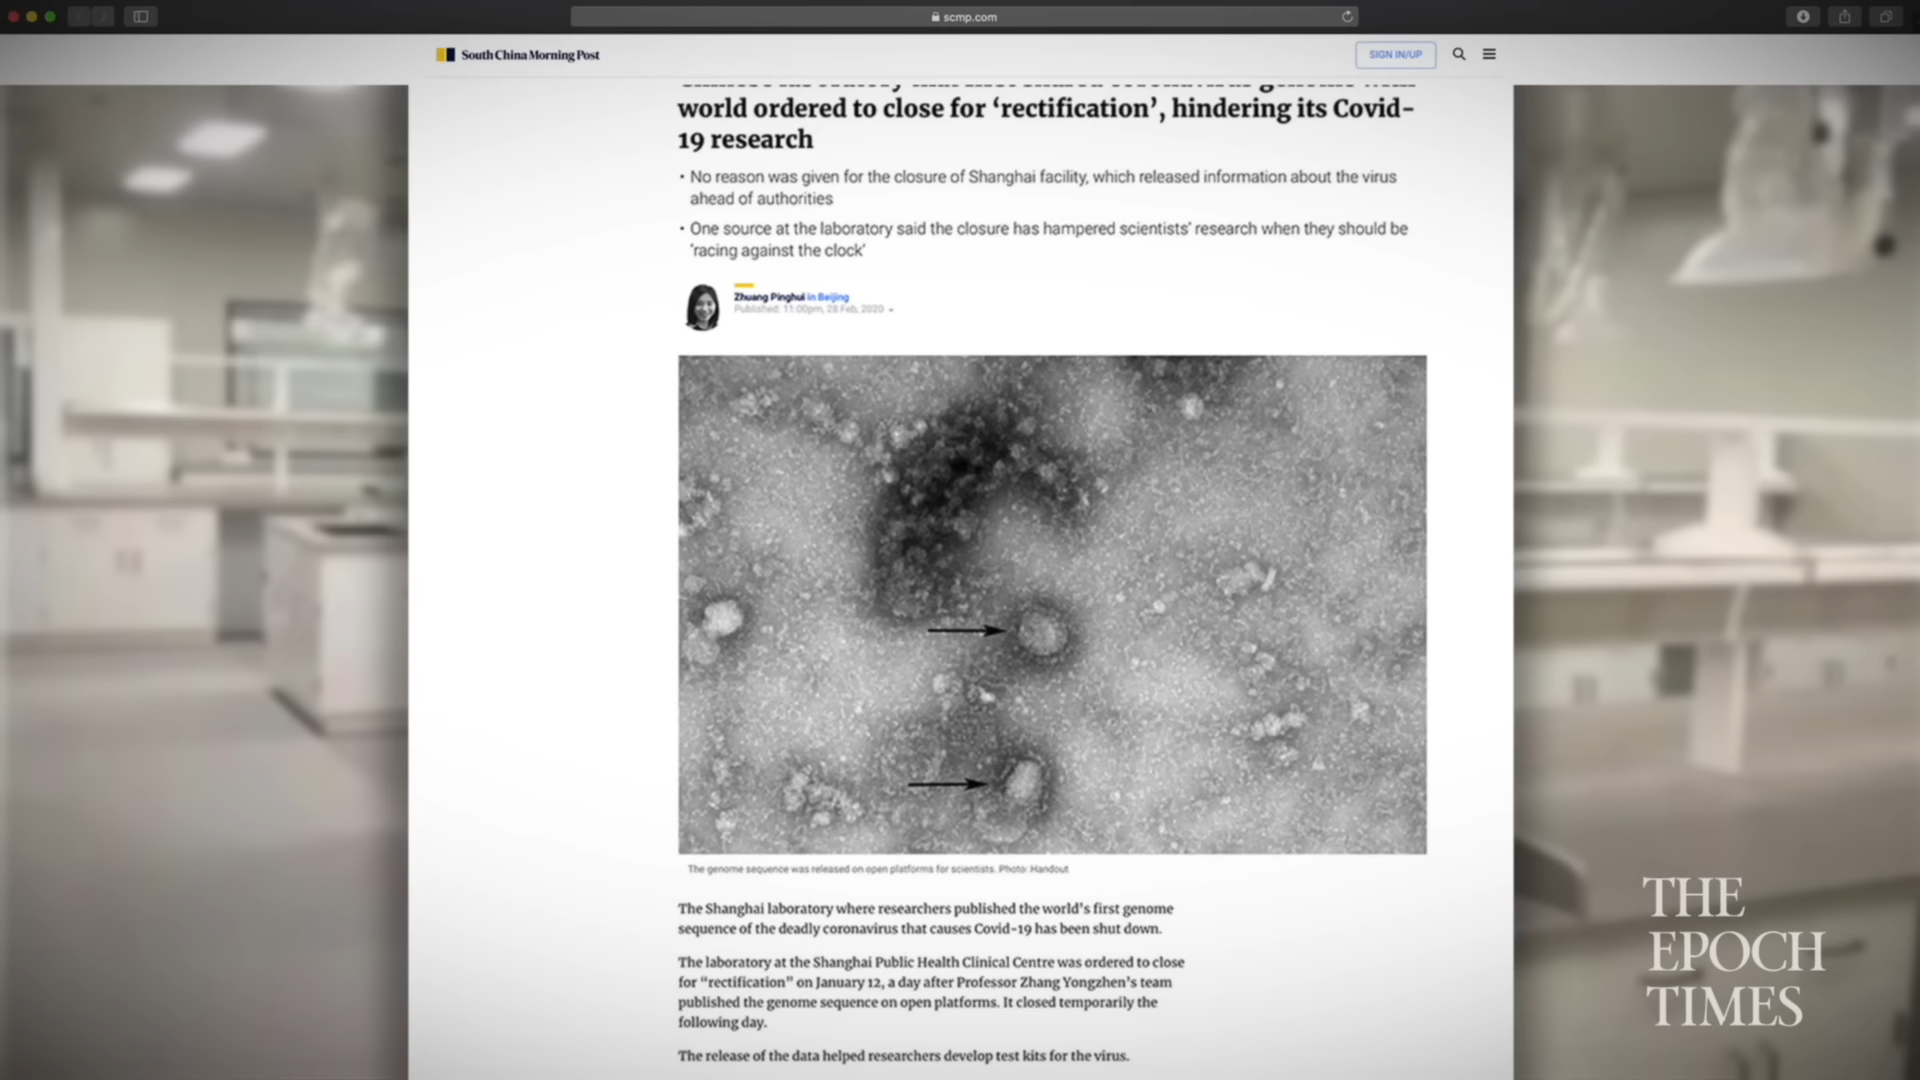 scmp.com
South China Morning Post
SIGN IN/UP
world ordered to close for ‘rectification’, hindering its Covid-
19 research
• No reason was given for the closure of Shanghai facility, which released information about the virus
ahead of authorities
• One source at the laboratory said the closure has hampered scientists’ research when they should be
‘racing against the clock’
Zhuang Pinghui in Beijing
Published: 11:00pm, 28 Feb, 2020
The genome sequence was released on open platforms for scientists. Photo: Handout
The Shanghai laboratory where researchers published the world’s first genome
sequence of the deadly coronavirus that causes Covid-19 has been shut down.
The laboratory at the Shanghai Public Health Clinical Centre was ordered to close
for “rectification” on January 12, a day after Professor Zhang Yongzhen’s team
published the genome sequence on open platforms. It closed temporarily the
following day.
The release of the data helped researchers develop test kits for the virus.
THE
EPOCH
TIMES